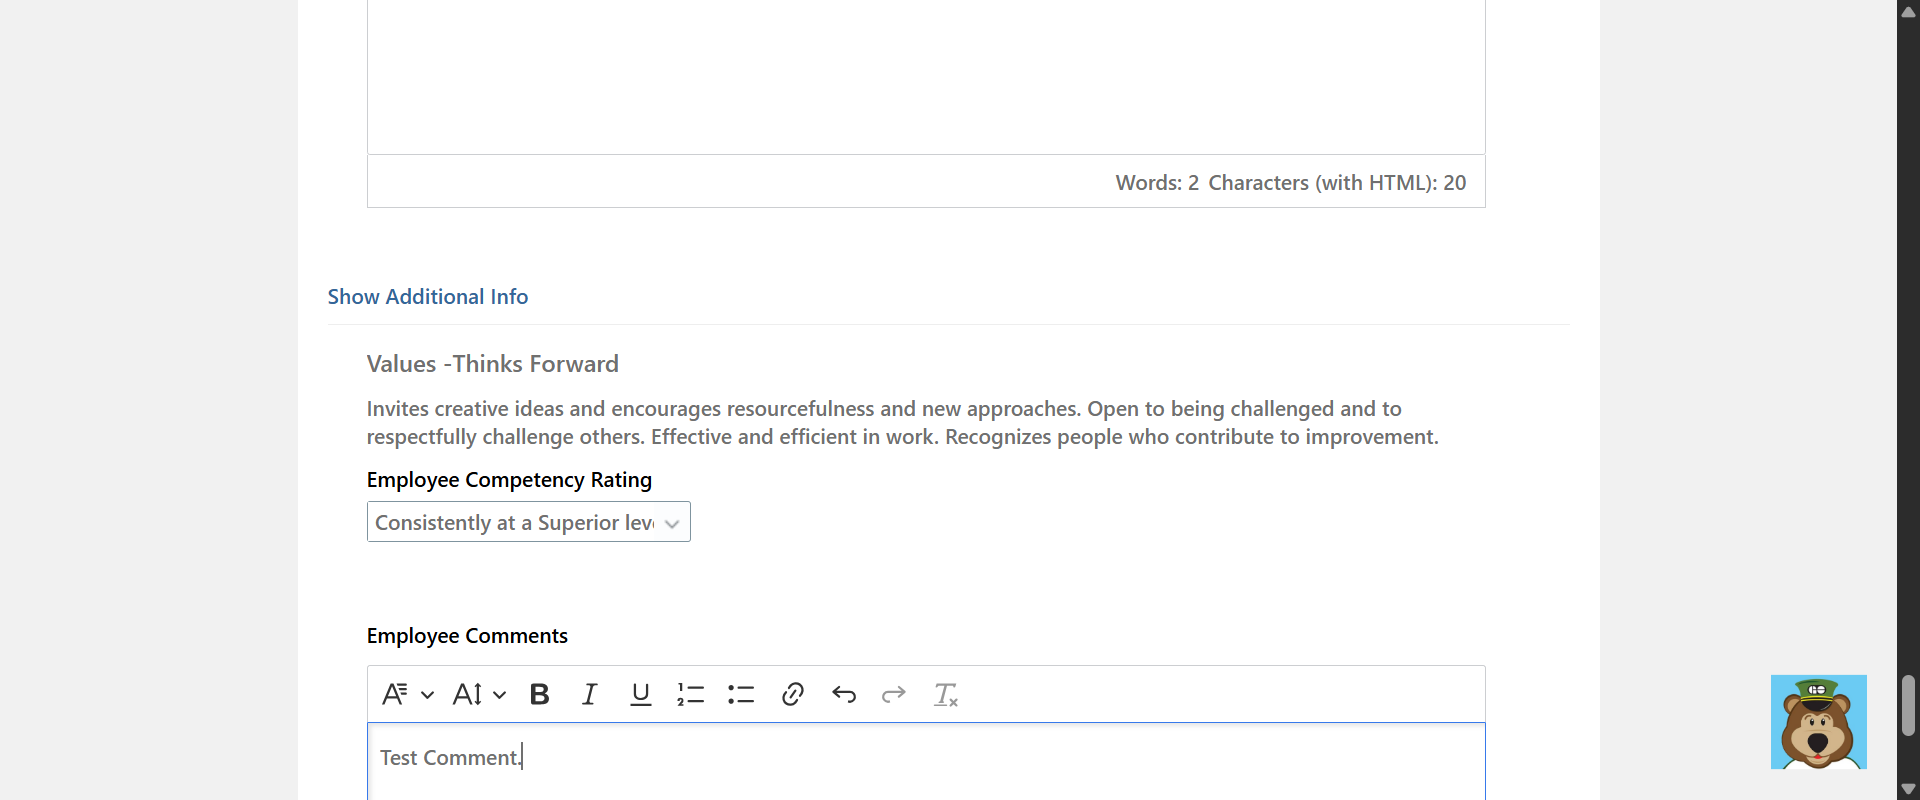 Words: 2 Characters (with HTML): 20
Show Additional Info
Values -Thinks Forward
Invites creative ideas and encourages resourcefulness and new approaches. Open to being challenged and to
respectfully challenge others. Effective and efficient in work. Recognizes people who contribute to improvement.
Employee Competency Rating
Consistently at a Superior leve
Employee Comments
Test Comment.
GO